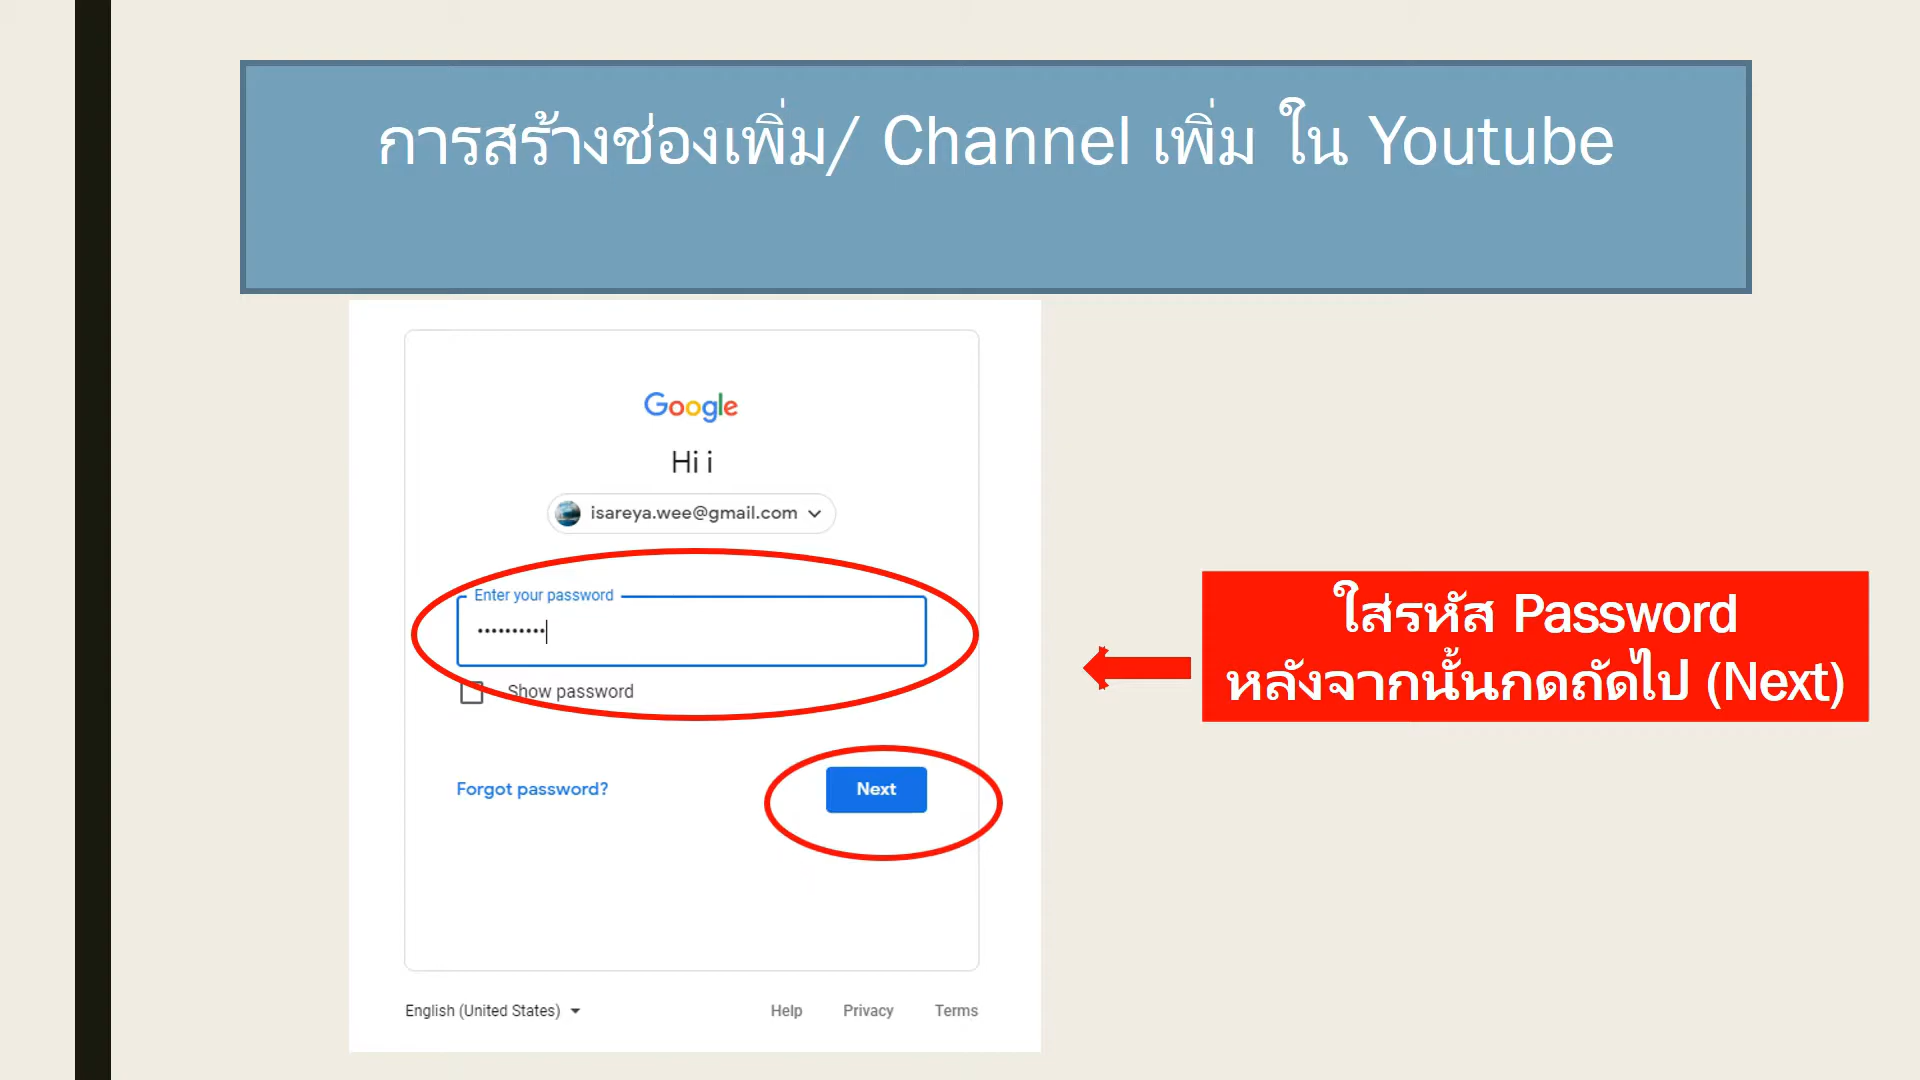 การสร้างช่องเพิ่ม/ Channel เพิ่ม ใน Youtube
Google
Hi i
isareya.wee@gmail.com
Enter your password
••••••••••
Show password
Forgot password?
Next
ใส่รหัส Password
หลังจากนั้นกดถัดไป (Next)
English (United States)
Help Privacy Terms